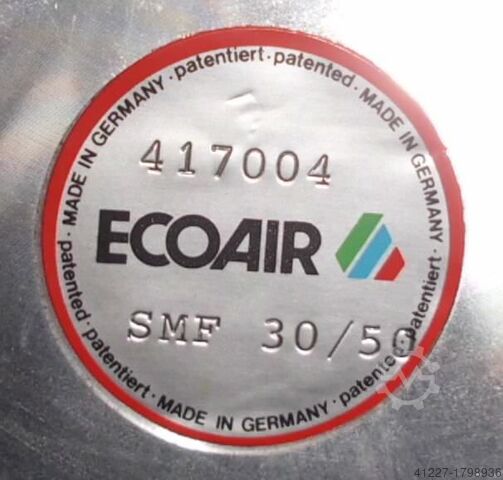 MADE IN GERMANY · patentiert · patented · MADE IN GERMANY · patentiert · patented · MADE IN GERMANY · patentiert · patented ·
417004
ECOAIR
SMF 30/50
41227-1798936